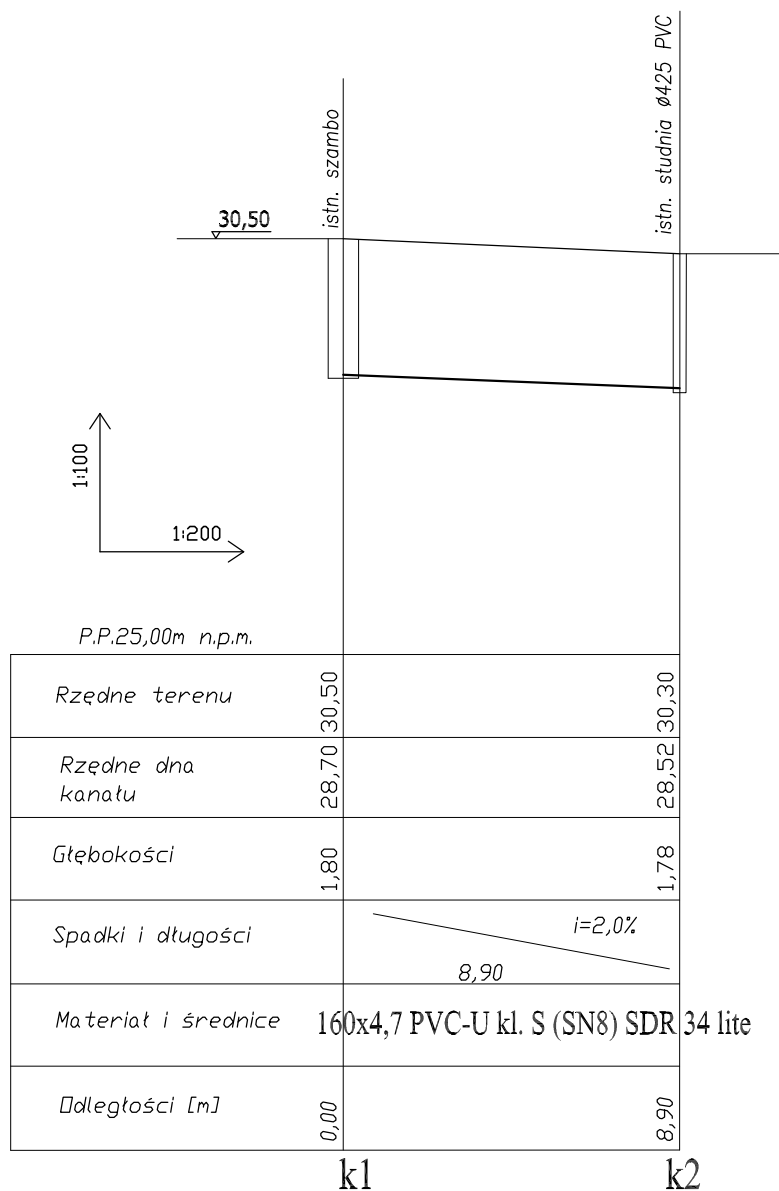 istn. szambo
istn. studnia ø425 PVC
30,50
1:100
1:200
P.P.25,00m n.p.m.
Rzędne terenu
30,50
30,30
Rzędne dna
kanału
28,70
28,52
Głębokości
1,80
1,78
Spadki i długości
i=2,0%
8,90
Materiał i średnice
160x4,7 PVC-U kl. S (SN8) SDR 34 lite
Odległości [m]
0,00
8,90
k1
k2